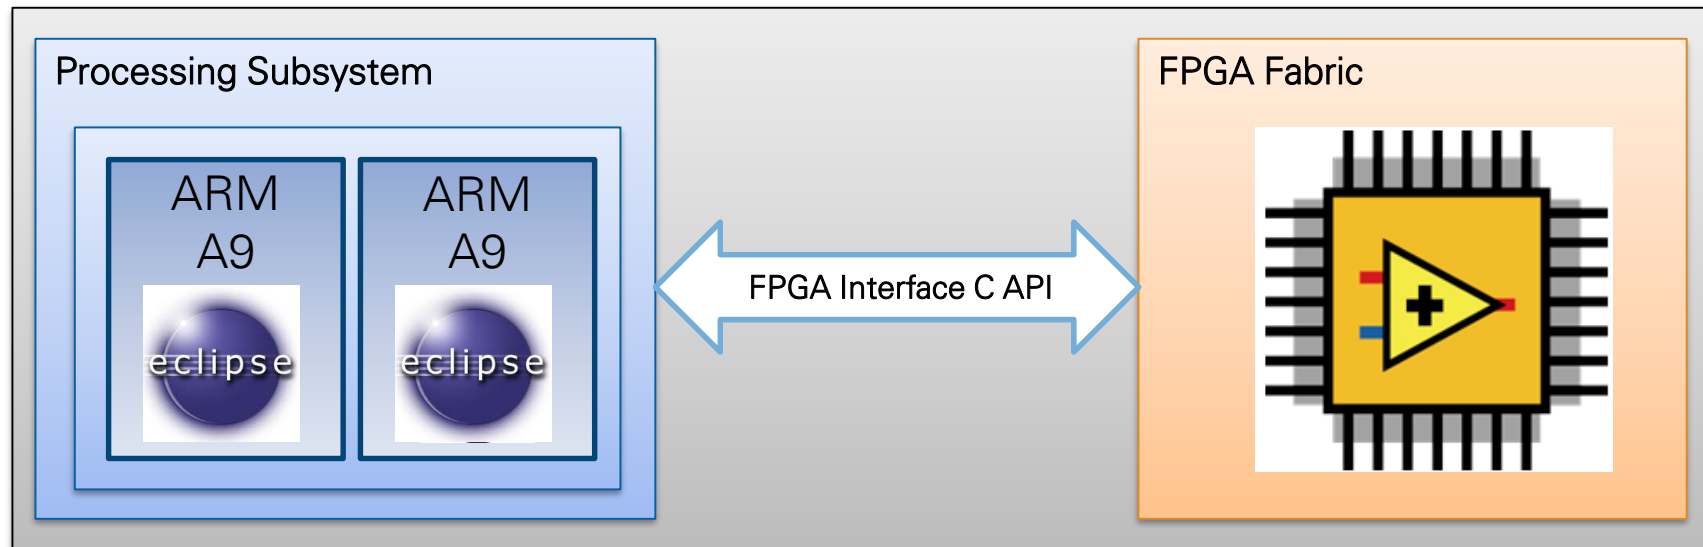 Processing Subsystem
FPGA Fabric
ARM
A9
eclipse
ARM
A9
eclipse
FPGA Interface C API